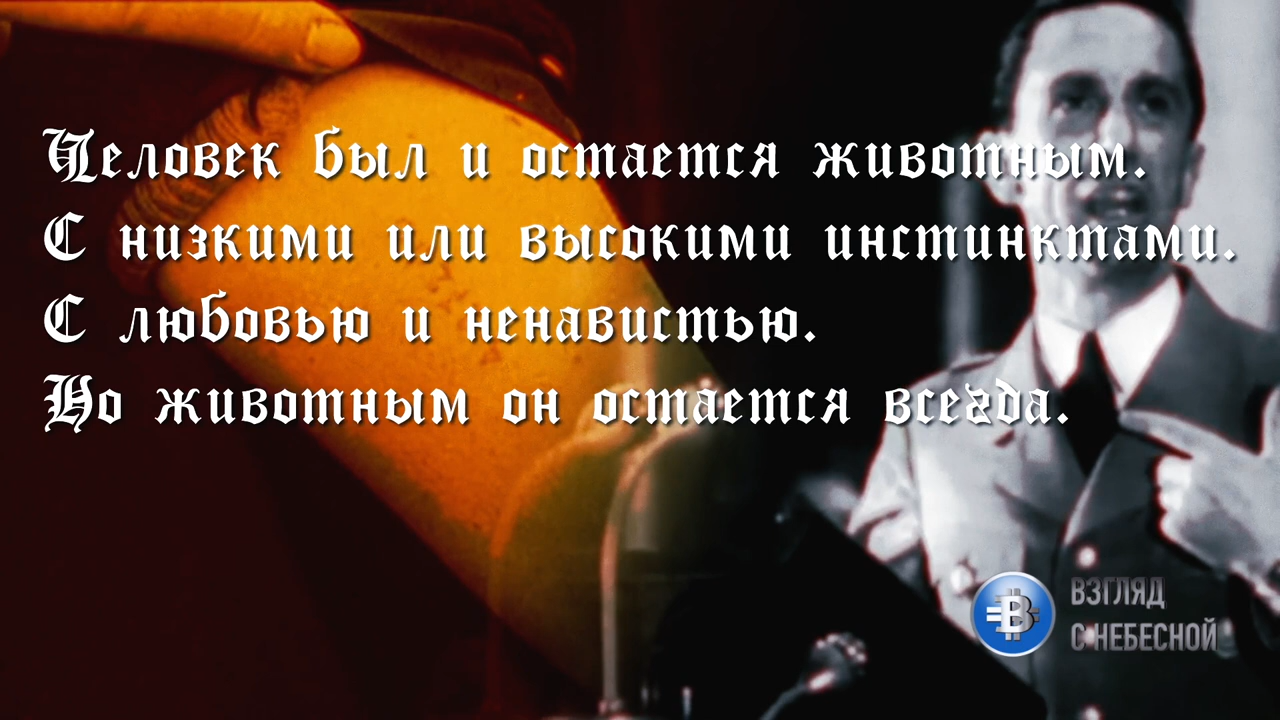 Человек был и остается животным.
С низкими или высокими инстинктами.
С любовью и ненавистью.
Но животным он остается всегда.
ВЗГЛЯД
С НЕБЕСНОЙ